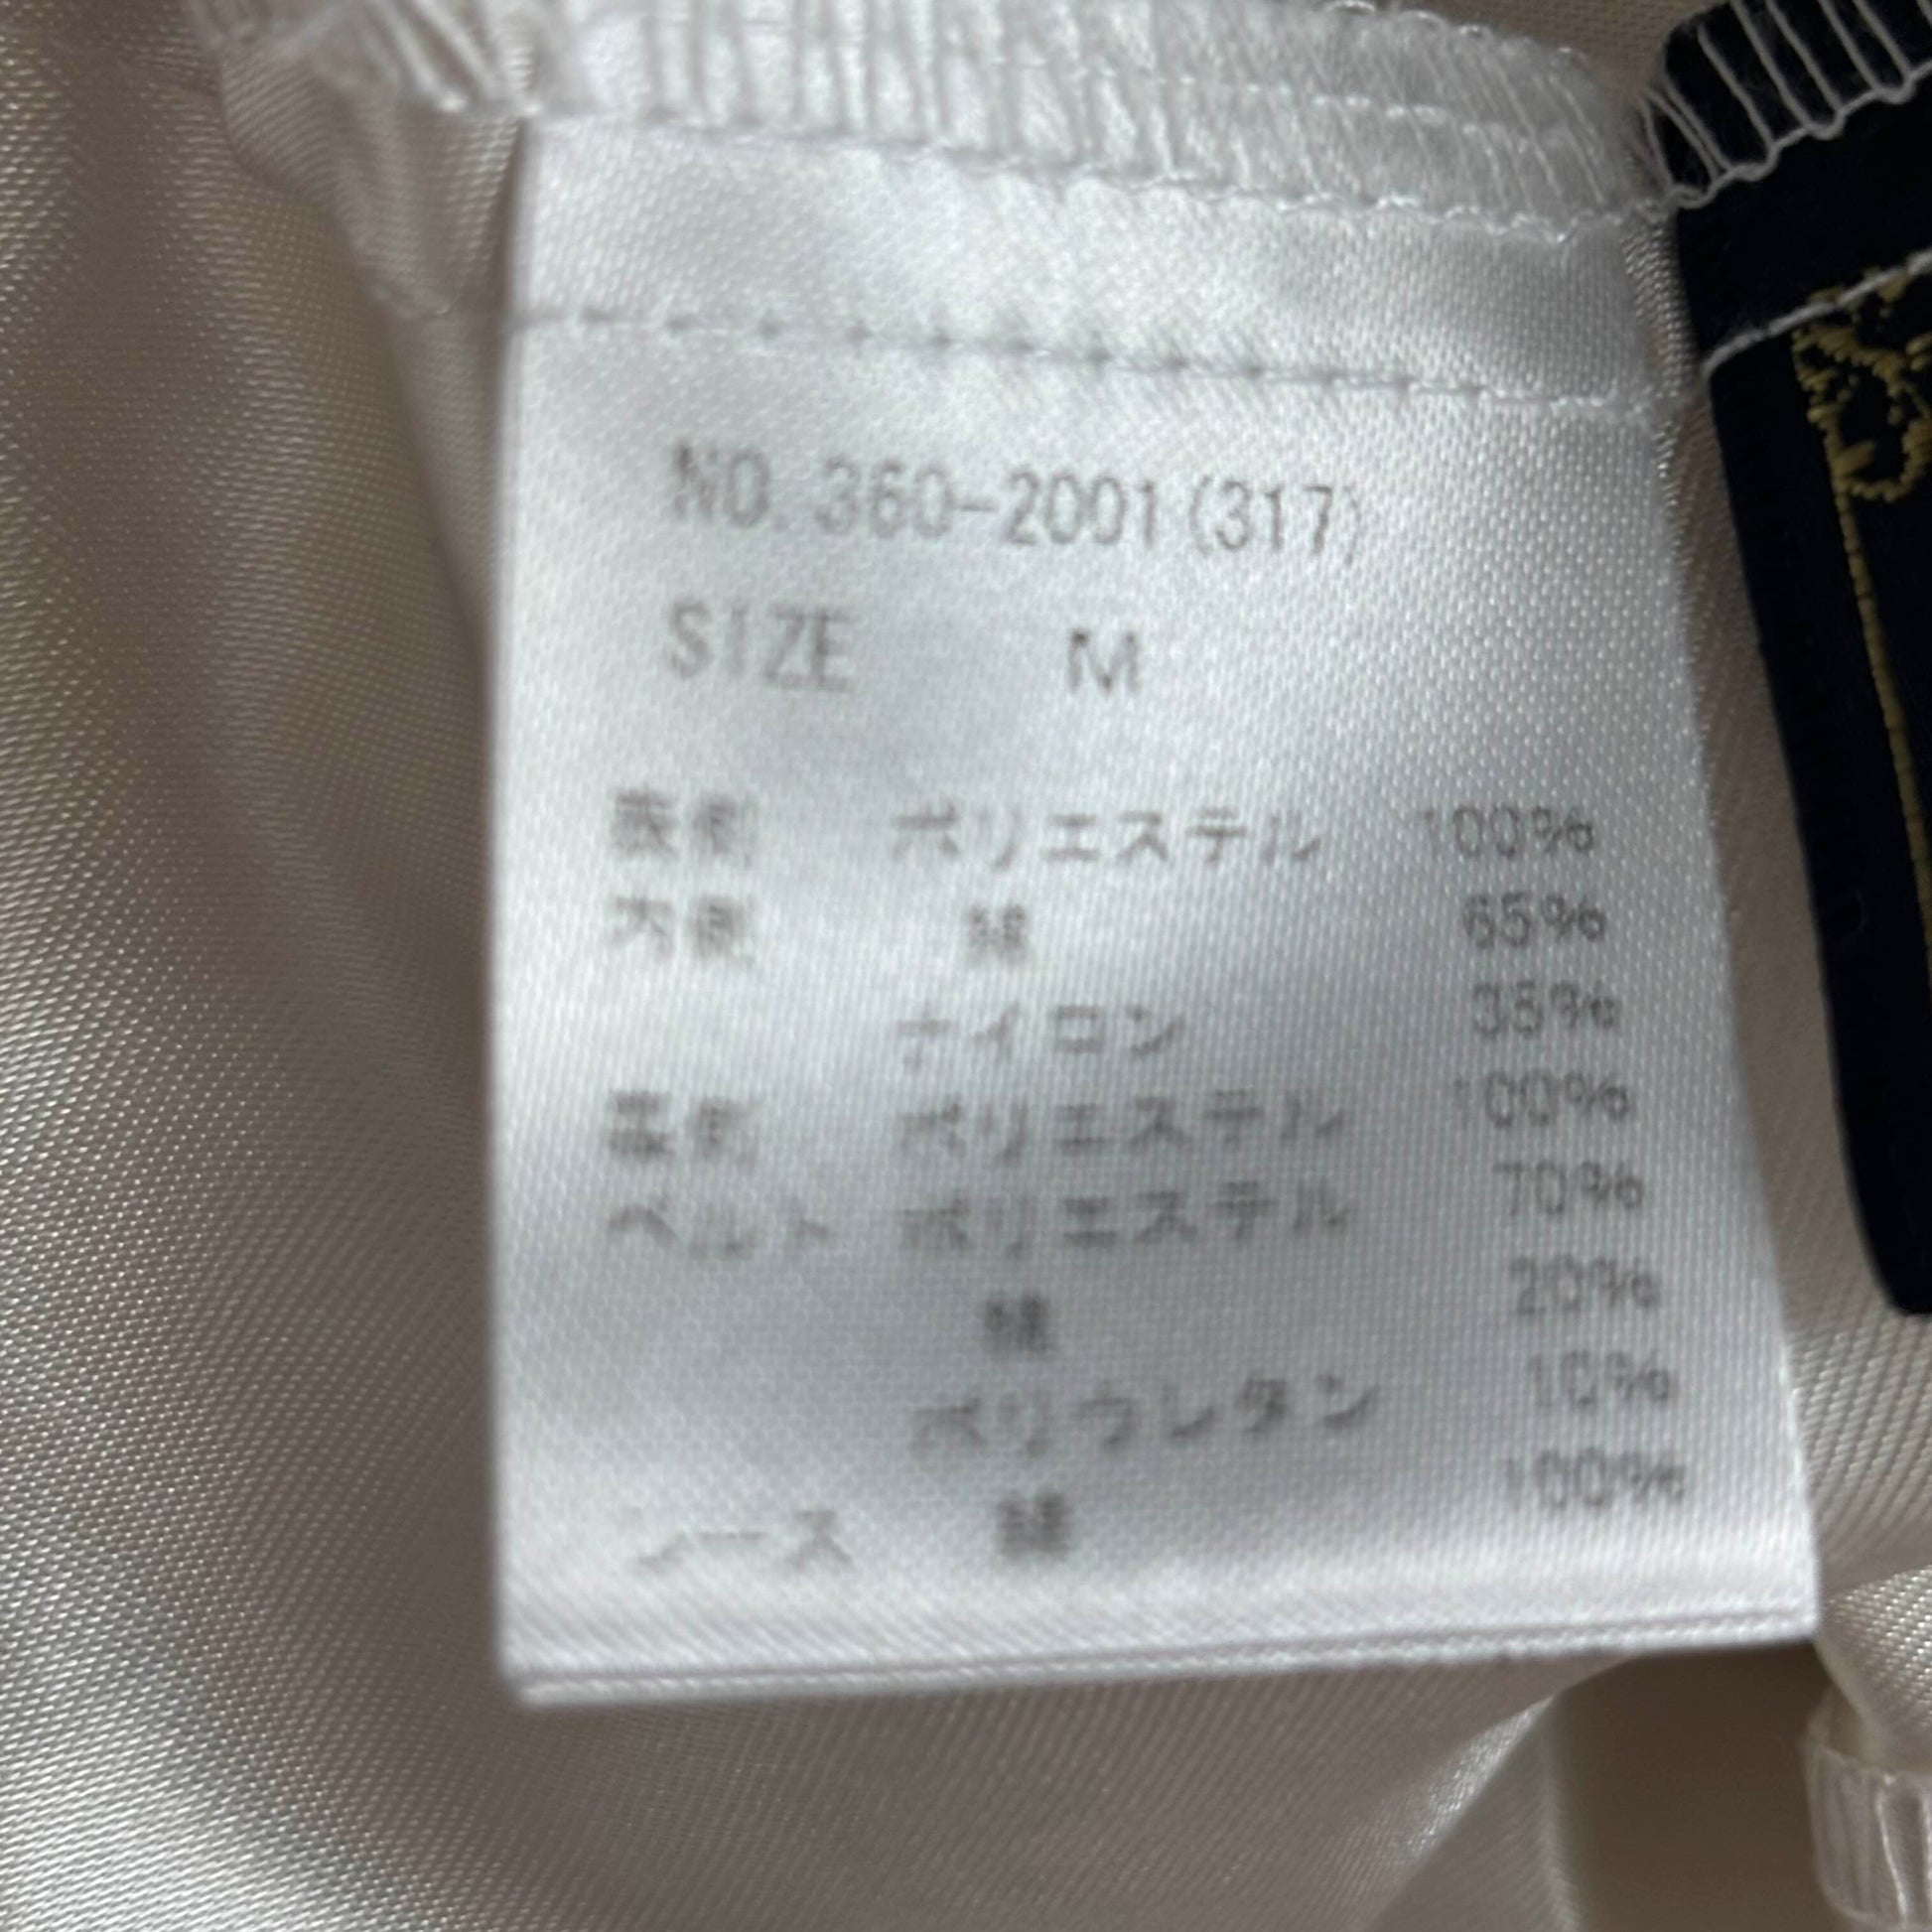 NO. 360-2001(317)
SIZE M
表側 ポリエステル 100%
内側 綿 65%
ナイロン 35%
裏側 ポリエステル 100%
ベルト ポリエステル 70%
綿 20%
ポリウレタン 10%
レース 綿 100%